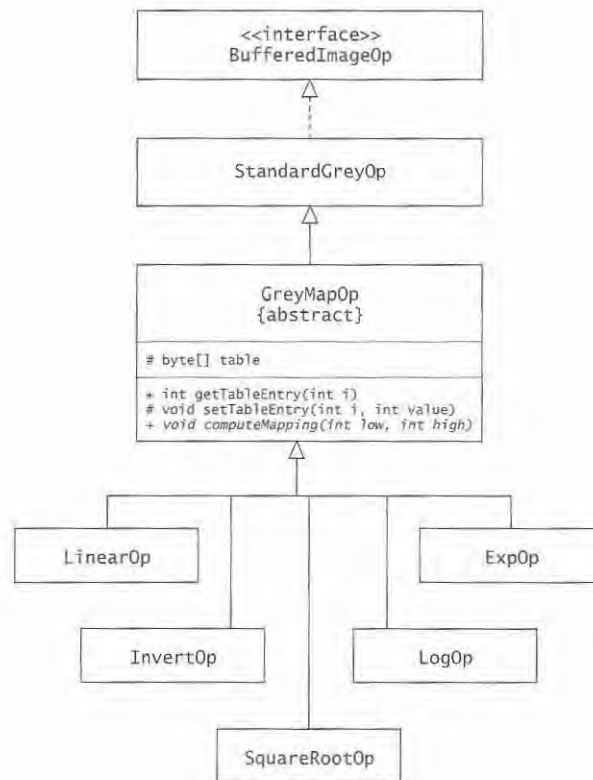 <<interface>>
BufferedImageOp
StandardGreyOp
GreyMapOp
{abstract}
# byte[] table
+ int getTableEntry(int i)
# void setTableEntry(int i, int value)
+ void computeMapping(int low, int high)
LinearOp
ExpOp
InvertOp
LogOp
SquareRootOp